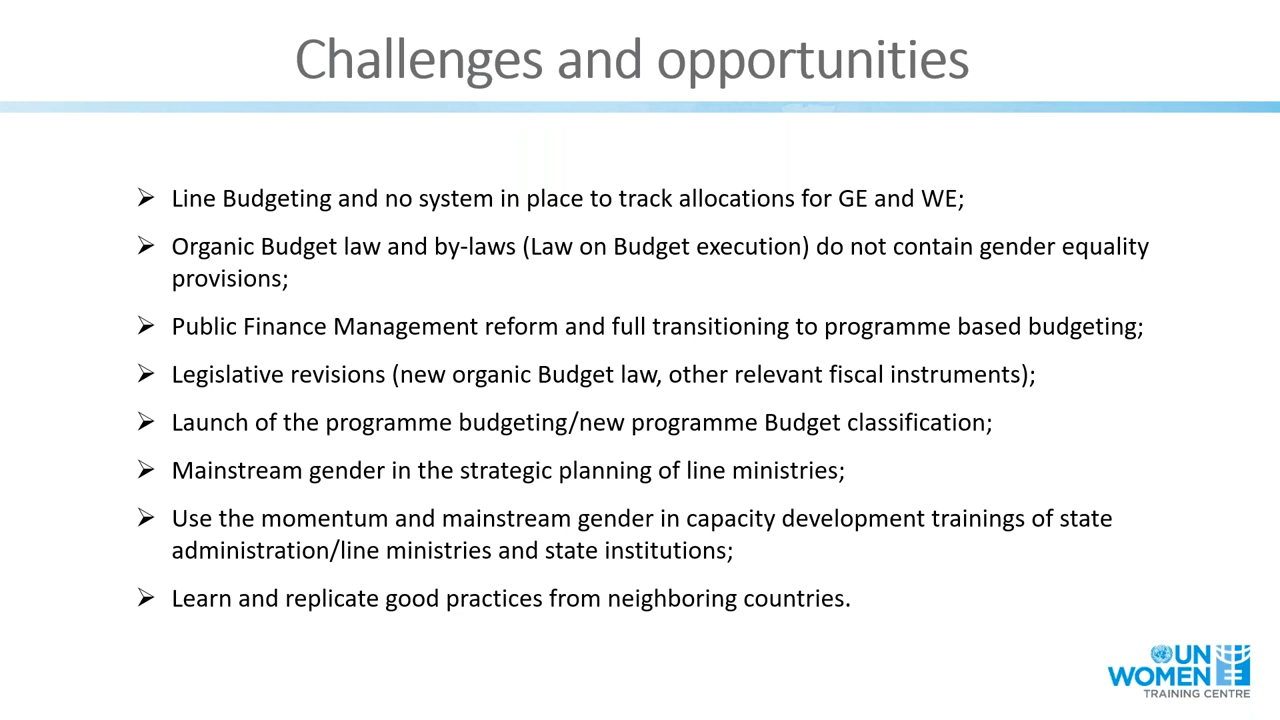 Challenges and opportunities
Line Budgeting and no system in place to track allocations for GE and WE;
Organic Budget law and by-laws (Law on Budget execution) do not contain gender equality
provisions;
Public Finance Management reform and full transitioning to programme based budgeting;
Legislative revisions (new organic Budget law, other relevant fiscal instruments);
Launch of the programme budgeting/new programme Budget classification;
Mainstream gender in the strategic planning of line ministries;
Use the momentum and mainstream gender in capacity development trainings of state
administration/line ministries and state institutions;
Learn and replicate good practices from neighboring countries.
UN
WOMEN
TRAINING CENTRE